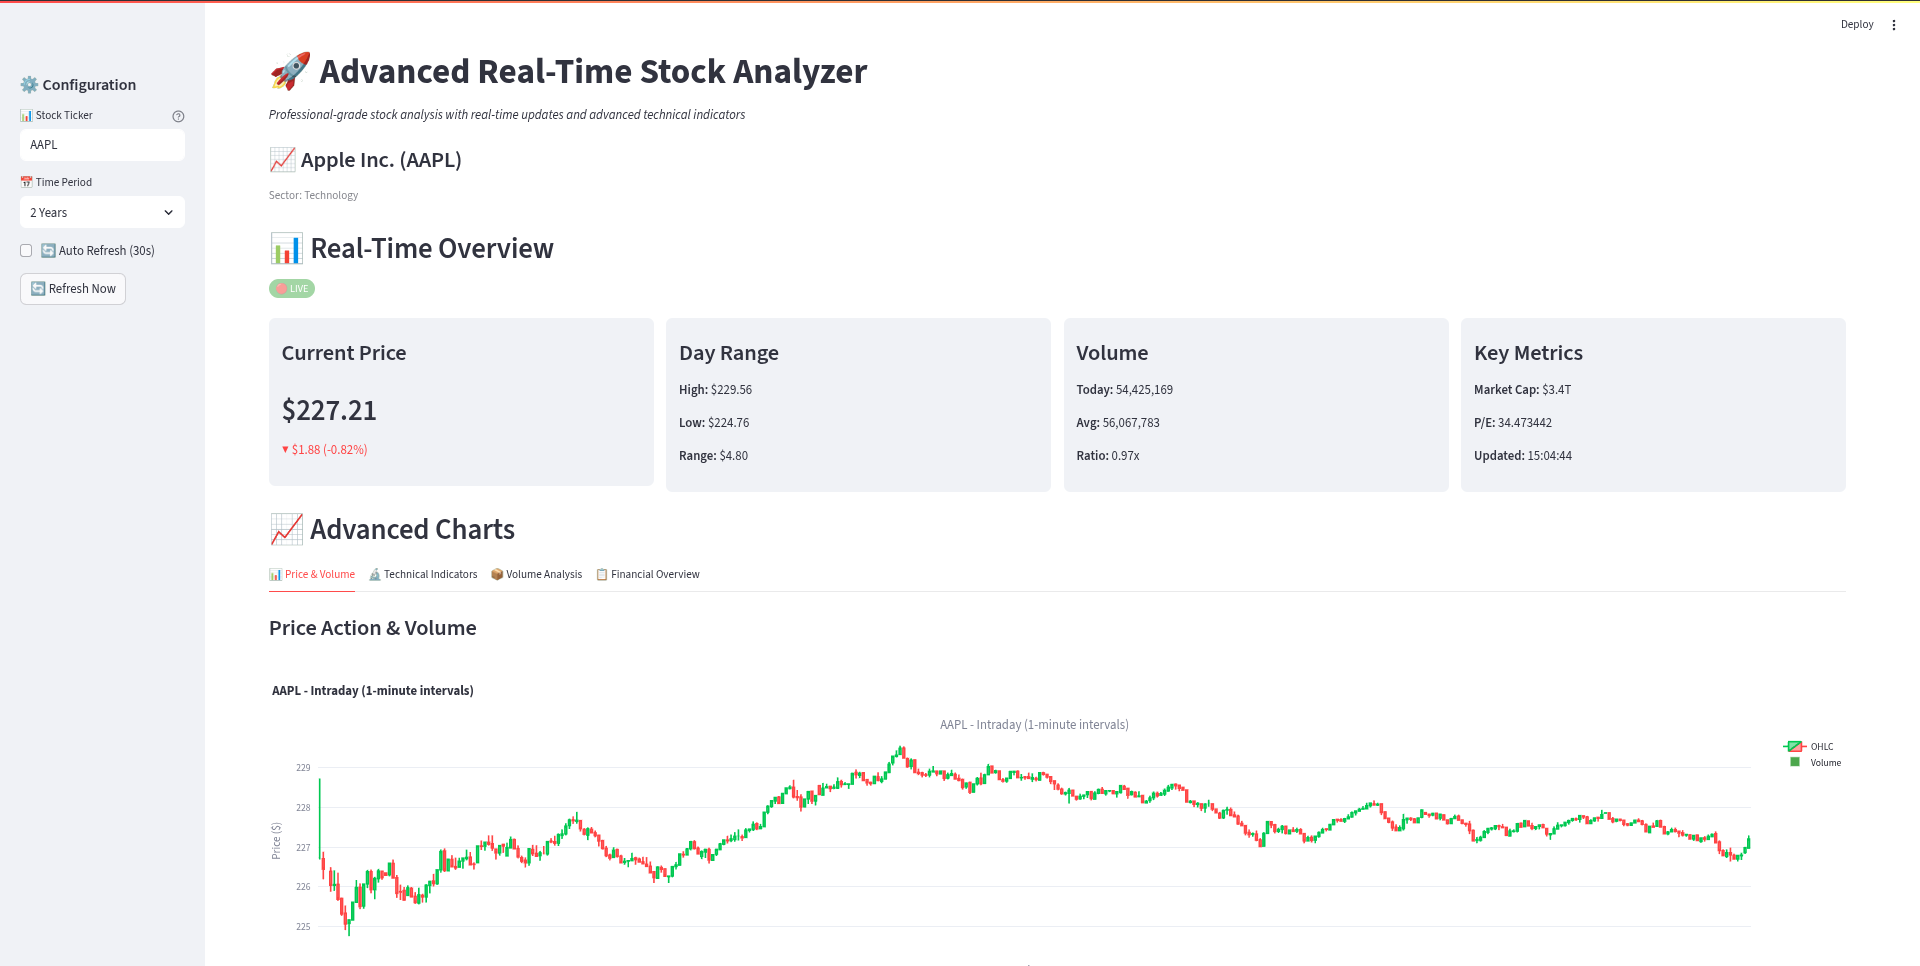 Deploy
⚙️ Configuration
📊 Stock Ticker
AAPL
📅 Time Period
2 Years
🔄 Auto Refresh (30s)
🔄 Refresh Now
🚀 Advanced Real-Time Stock Analyzer
Professional-grade stock analysis with real-time updates and advanced technical indicators
📈 Apple Inc. (AAPL)
Sector: Technology
📊 Real-Time Overview
🔴 LIVE
Current Price
$227.21
▼ $1.88 (-0.82%)
Day Range
High: $229.56
Low: $224.76
Range: $4.80
Volume
Today: 54,425,169
Avg: 56,067,783
Ratio: 0.97x
Key Metrics
Market Cap: $3.4T
P/E: 34.473442
Updated: 15:04:44
📈 Advanced Charts
📊 Price & Volume 🔬 Technical Indicators 📦 Volume Analysis 📋 Financial Overview
Price Action & Volume
AAPL - Intraday (1-minute intervals)
AAPL - Intraday (1-minute intervals)
OHLC
Volume
Price ($)
229
228
227
226
225